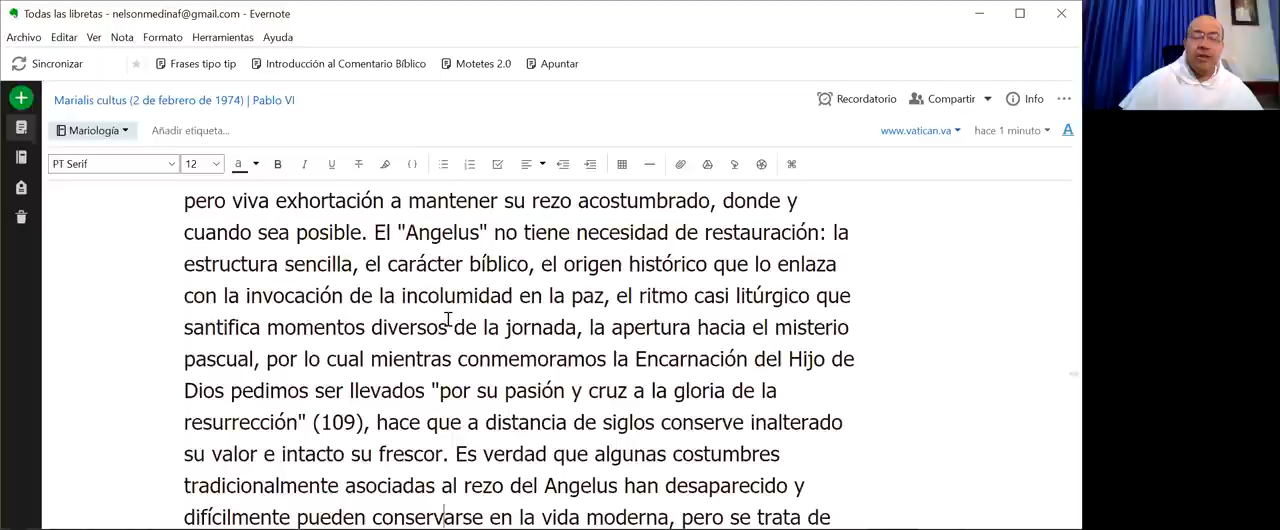 Todas las libretas - nelsonmedinaf@gmail.com - Evernote
Archivo Editar Ver Nota Formato Herramientas Ayuda
Sincronizar Frases tipo tip Introducción al Comentario Bíblico Motetes 2.0 Apuntar
Marialis cultus (2 de febrero de 1974) | Pablo VI Recordatorio Compartir Info
Mariología Añadir etiqueta... www.vatican.va hace 1 minuto A
PT Serif 12 a B I U T
pero viva exhortación a mantener su rezo acostumbrado, donde y
cuando sea posible. El "Angelus" no tiene necesidad de restauración: la
estructura sencilla, el carácter bíblico, el origen histórico que lo enlaza
con la invocación de la incolumidad en la paz, el ritmo casi litúrgico que
santifica momentos diversos de la jornada, la apertura hacia el misterio
pascual, por lo cual mientras conmemoramos la Encarnación del Hijo de
Dios pedimos ser llevados "por su pasión y cruz a la gloria de la
resurrección" (109), hace que a distancia de siglos conserve inalterado
su valor e intacto su frescor. Es verdad que algunas costumbres
tradicionalmente asociadas al rezo del Angelus han desaparecido y
difícilmente pueden conservarse en la vida moderna, pero se trata de